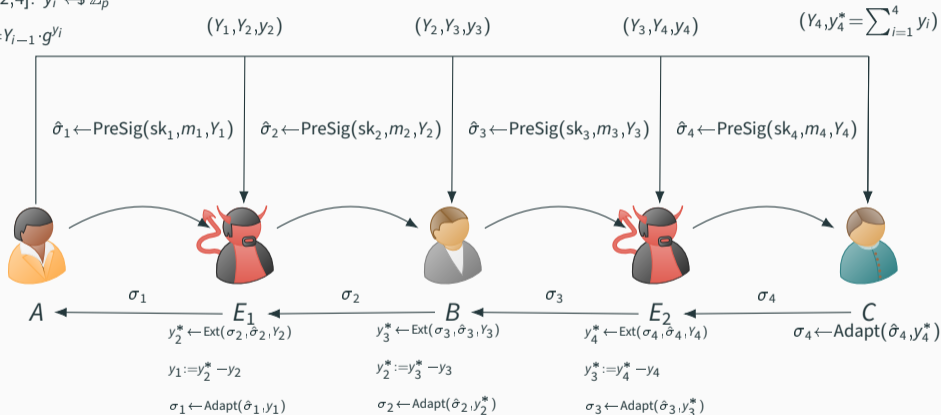 (Y₁,Y₂,y₂) (Y₂,Y₃,y₃) (Y₃,Y₄,y₄) (Y₄,y₄*=∑⁴ᵢ₌₁ yᵢ)
=Yᵢ₋₁·g^yᵢ
σ̂₁←PreSig(sk₁,m₁,Y₁) σ̂₂←PreSig(sk₂,m₂,Y₂) σ̂₃←PreSig(sk₃,m₃,Y₃) σ̂₄←PreSig(sk₄,m₄,Y₄)
σ₁ σ₂ σ₃ σ₄
A E₁ B E₂ C
y₂*←Ext(σ₂,σ̂₂,Y₂) y₃*←Ext(σ₃,σ̂₃,Y₃) y₄*←Ext(σ₄,σ̂₄,Y₄) σ₄←Adapt(σ̂₄,y₄*)
y₁:=y₂*−y₂ y₂*:=y₃*−y₃ y₃*:=y₄*−y₄
σ₁←Adapt(σ̂₁,y₁) σ₂←Adapt(σ̂₂,y₂*) σ₃←Adapt(σ̂₃,y₃*)